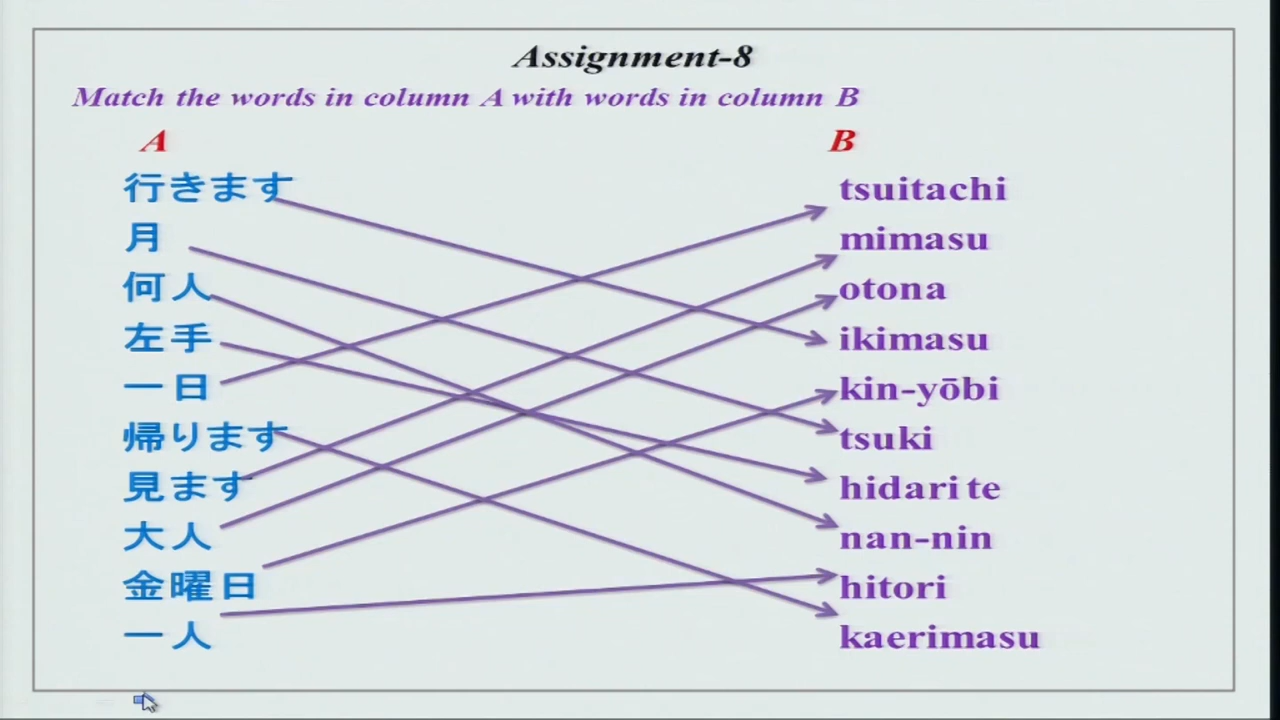 Assignment-8
Match the words in column A with words in column B
A B
行きます tsuitachi
月 mimasu
何人 otona
左手 ikimasu
一日 kin-yōbi
帰ります tsuki
見ます hidari te
大人 nan-nin
金曜日 hitori
一人 kaerimasu